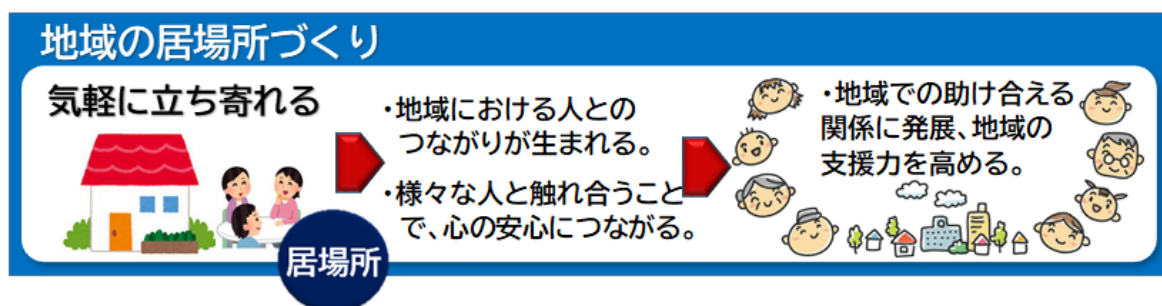 地域の居場所づくり
気軽に立ち寄れる
居場所
・地域における人との
つながりが生まれる。
・様々な人と触れ合うこと
で、心の安心につながる。
・地域での助け合える
関係に発展、地域の
支援力を高める。